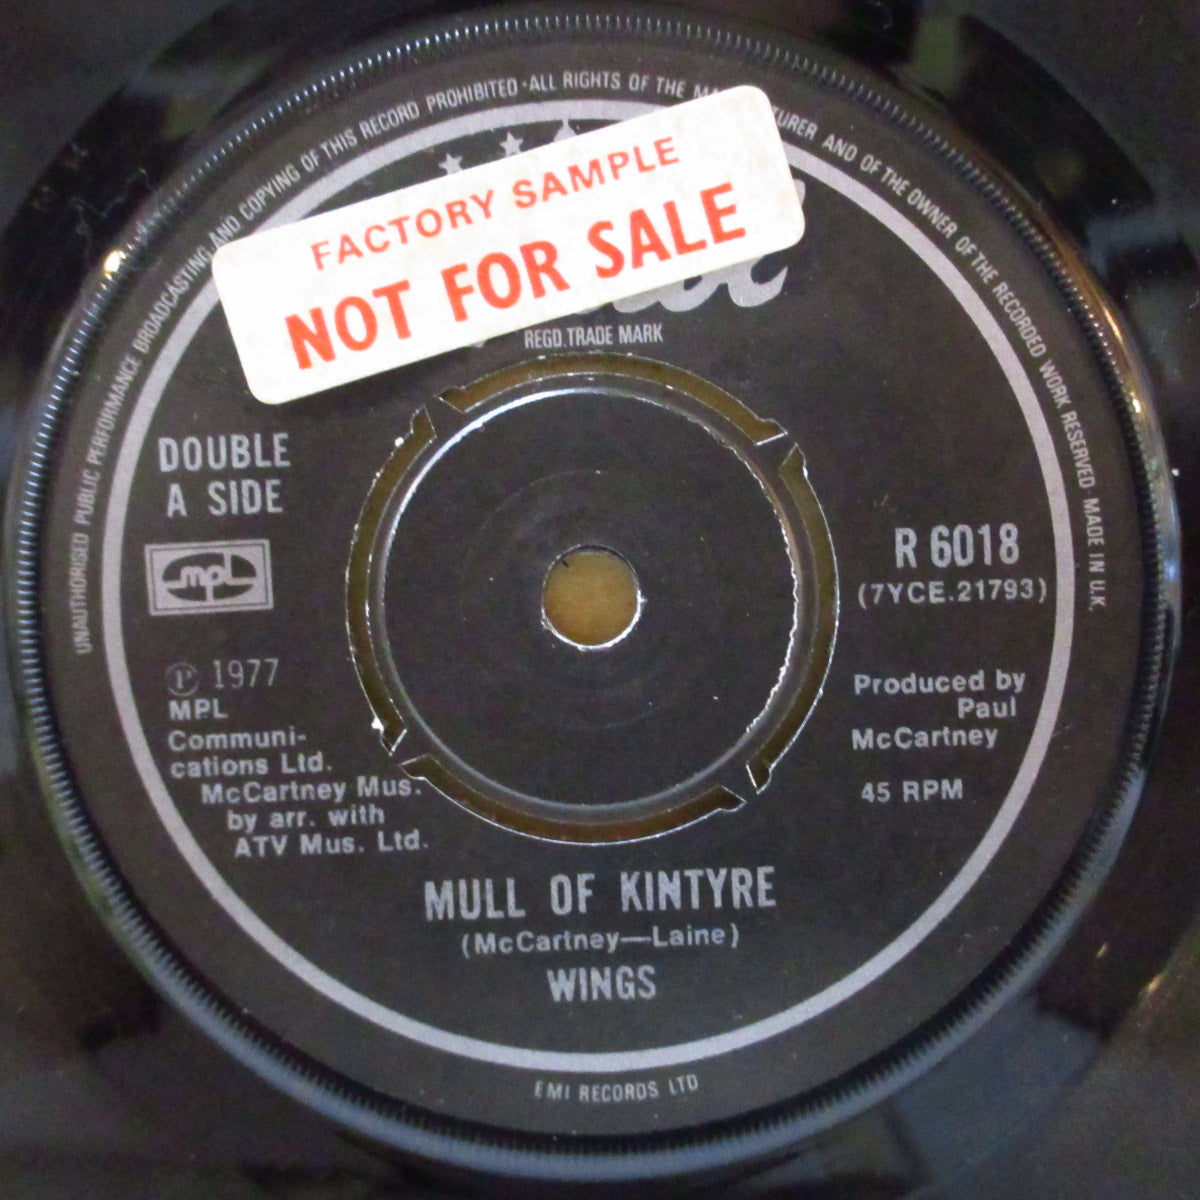 UNAUTHORISED PUBLIC PERFORMANCE BROADCASTING AND COPYING OF THIS RECORD PROHIBITED · ALL RIGHTS OF THE MA TURER AND OF THE OWNER OF THE RECORDED WORK RESERVED · MADE IN U.K.
FACTORY SAMPLE
NOT FOR SALE
REGD. TRADE MARK
DOUBLE
A SIDE
mpl
℗ 1977
MPL
Communi-
cations Ltd.
McCartney Mus.
by arr. with
ATV Mus. Ltd.
R 6018
(7YCE.21793)
Produced by
Paul
McCartney
45 RPM
MULL OF KINTYRE
(McCartney—Laine)
WINGS
EMI RECORDS LTD